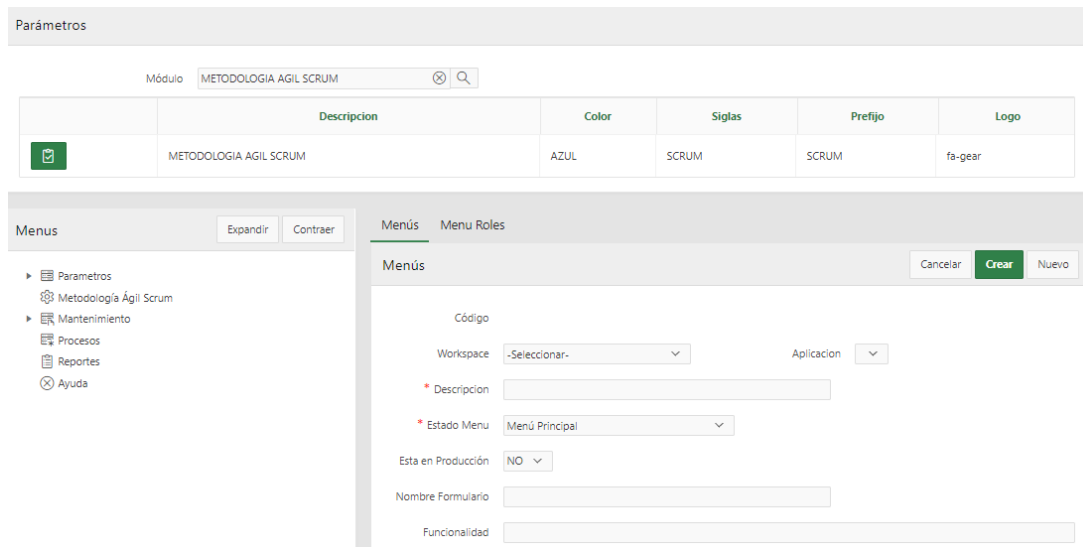 Parámetros
Módulo METODOLOGIA AGIL SCRUM
Descripcion Color Siglas Prefijo Logo
METODOLOGIA AGIL SCRUM AZUL SCRUM SCRUM fa-gear
Menus Expandir Contraer
Parametros
Metodología Ágil Scrum
Mantenimiento
Procesos
Reportes
Ayuda
Menús Menu Roles
Menús Cancelar Crear Nuevo
Código
Workspace -Seleccionar- Aplicacion
* Descripcion
* Estado Menu Menú Principal
Esta en Producción NO
Nombre Formulario
Funcionalidad